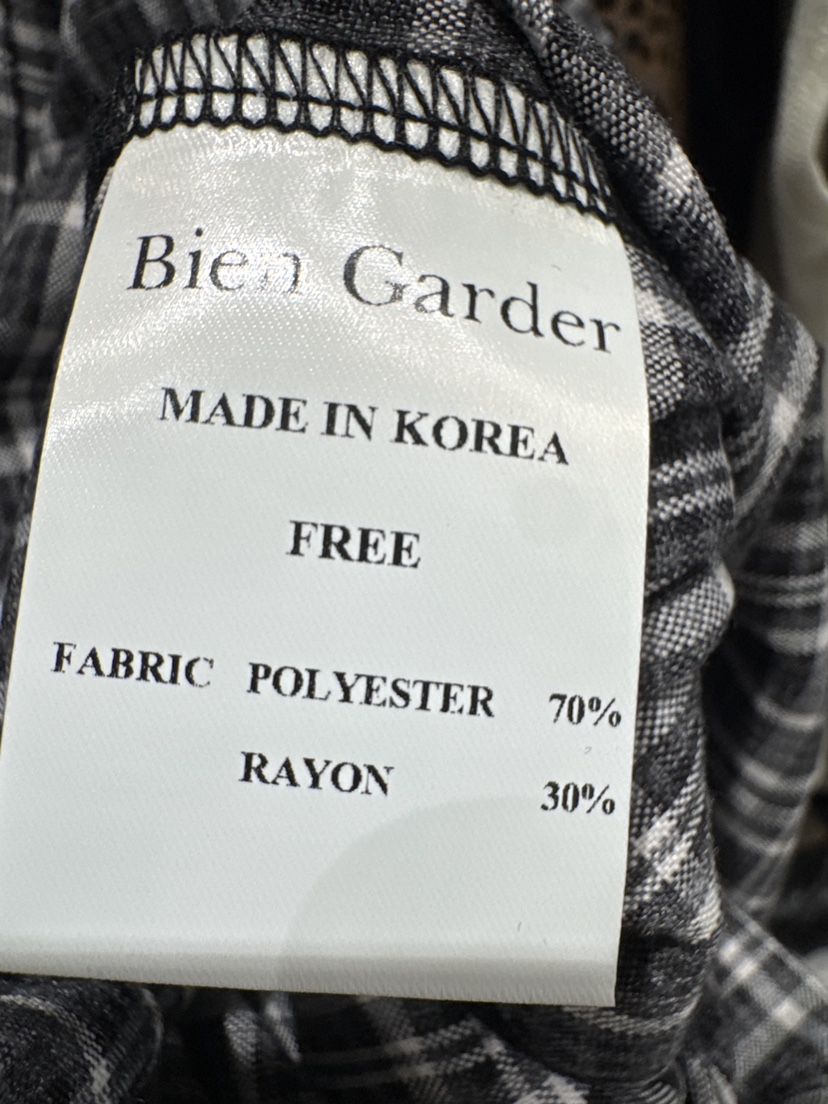 Bien Garder
MADE IN KOREA
FREE
FABRIC POLYESTER 70%
RAYON 30%